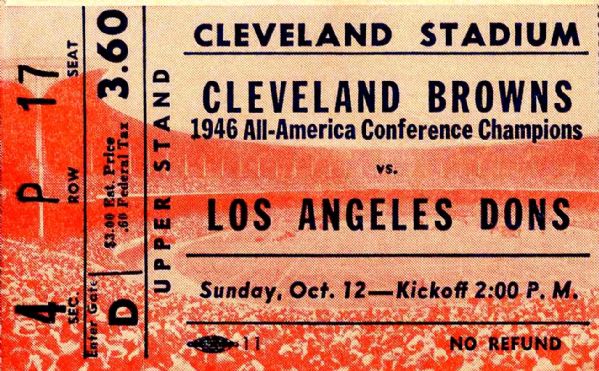 CLEVELAND STADIUM
CLEVELAND BROWNS
1946 All-America Conference Champions
vs.
LOS ANGELES DONS
Sunday, Oct. 12—Kickoff 2:00 P. M.
11
NO REFUND
UPPER STAND
3.60
$3.00 Est. Price
.60 Federal Tax
Enter Gate
D
17
SEAT
P
ROW
4
SEC.